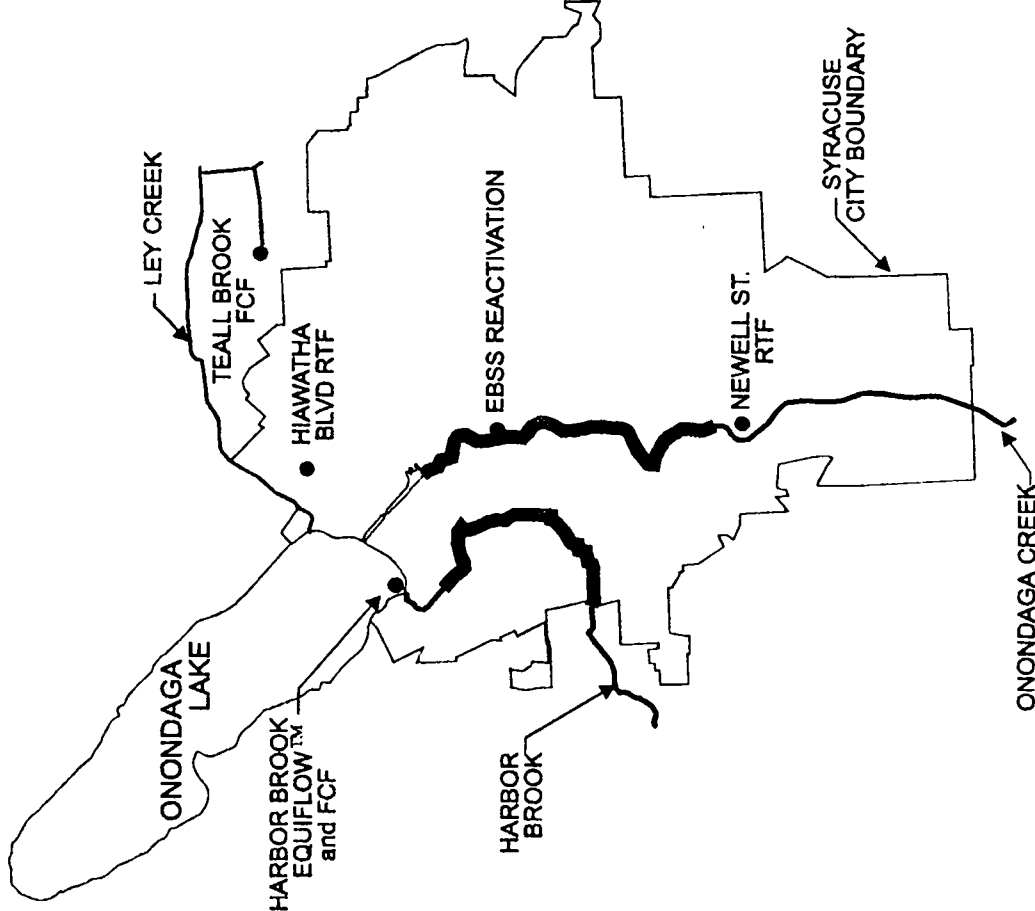 LEY CREEK
TEALL BROOK
FCF
HIAWATHA
BLVD RTF
ONONDAGA
LAKE
HARBOR BROOK
EQUIFLOW™
and FCF
EBSS REACTIVATION
HARBOR
BROOK
NEWELL ST.
RTF
SYRACUSE
CITY BOUNDARY
ONONDAGA CREEK